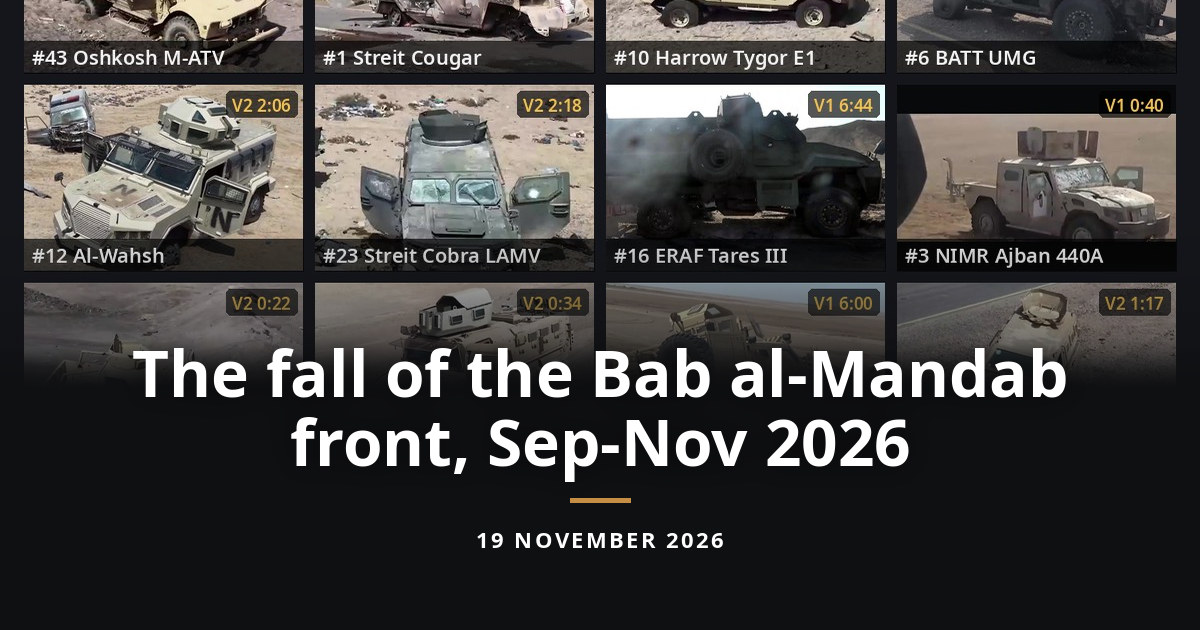 #43 Oshkosh M-ATV
#1 Streit Cougar
#10 Harrow Tygor E1
#6 BATT UMG
V2 2:06
V2 2:18
V1 6:44
V1 0:40
N
N
#12 Al-Wahsh
#23 Streit Cobra LAMV
#16 ERAF Tares III
#3 NIMR Ajban 440A
V2 0:22
V2 0:34
V1 6:00
V2 1:17
The fall of the Bab al-Mandab
front, Sep-Nov 2026
19 NOVEMBER 2026